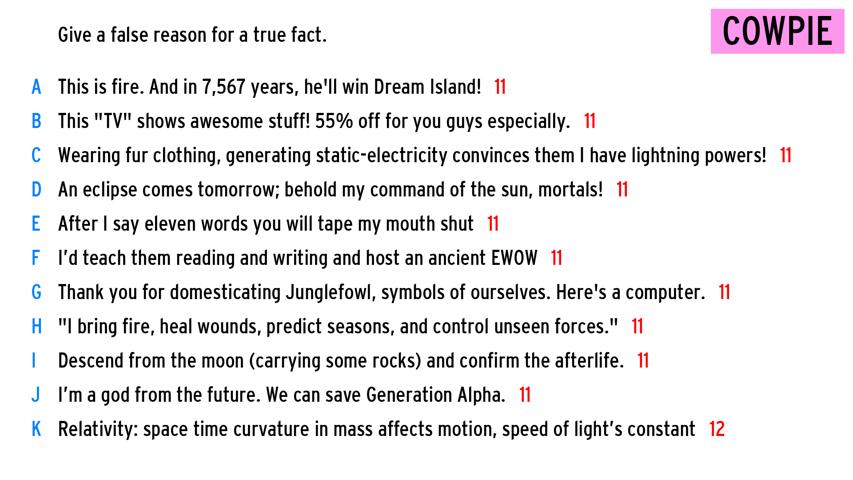 COWPIE
Give a false reason for a true fact.
A This is fire. And in 7,567 years, he'll win Dream Island! 11
B This "TV" shows awesome stuff! 55% off for you guys especially. 11
C Wearing fur clothing, generating static-electricity convinces them I have lightning powers! 11
D An eclipse comes tomorrow; behold my command of the sun, mortals! 11
E After I say eleven words you will tape my mouth shut 11
F I’d teach them reading and writing and host an ancient EWOW 11
G Thank you for domesticating Junglefowl, symbols of ourselves. Here's a computer. 11
H "I bring fire, heal wounds, predict seasons, and control unseen forces." 11
I Descend from the moon (carrying some rocks) and confirm the afterlife. 11
J I’m a god from the future. We can save Generation Alpha. 11
K Relativity: space time curvature in mass affects motion, speed of light’s constant 12